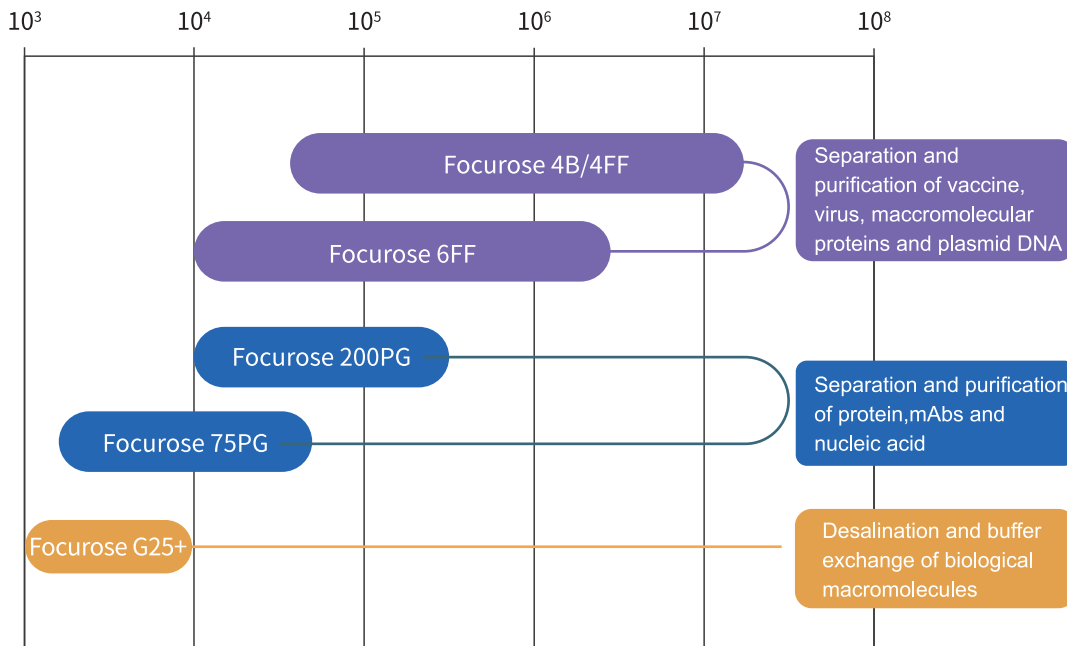 10³ 10⁴ 10⁵ 10⁶ 10⁷ 10⁸
Focurose 4B/4FF
Focurose 6FF
Separation and
purification of vaccine,
virus, maccromolecular
proteins and plasmid DNA
Focurose 200PG
Focurose 75PG
Separation and purification
of protein,mAbs and
nucleic acid
Focurose G25+
Desalination and buffer
exchange of biological
macromolecules